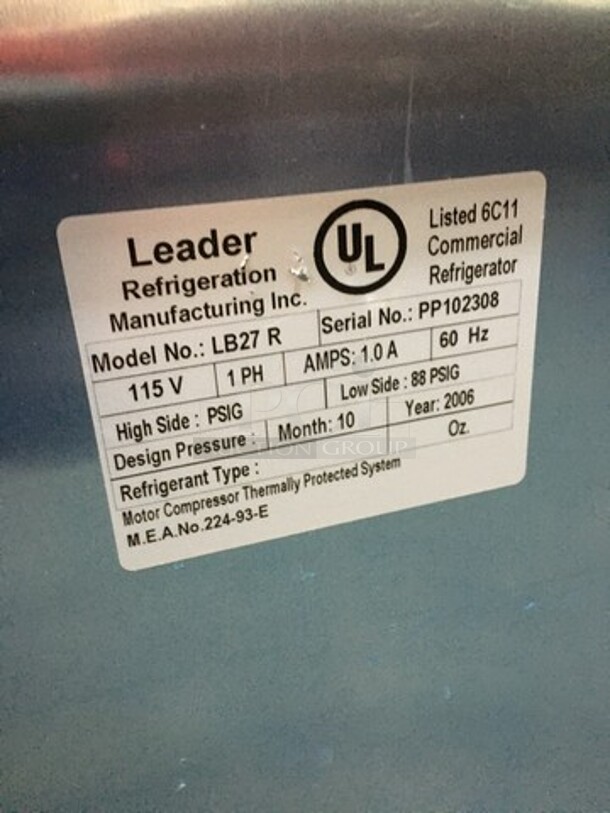 Leader
Refrigeration
Manufacturing Inc.
UL
®
Listed 6C11
Commercial
Refrigerator
Model No.: LB27 R
Serial No.: PP102308
115 V
1 PH
AMPS: 1.0 A
60 Hz
High Side : PSIG
Low Side : 88 PSIG
Design Pressure :
Month: 10
Year: 2006
Refrigerant Type :
Oz.
Motor Compressor Thermally Protected System
M.E.A.No.224-93-E
AUCTION GROUP